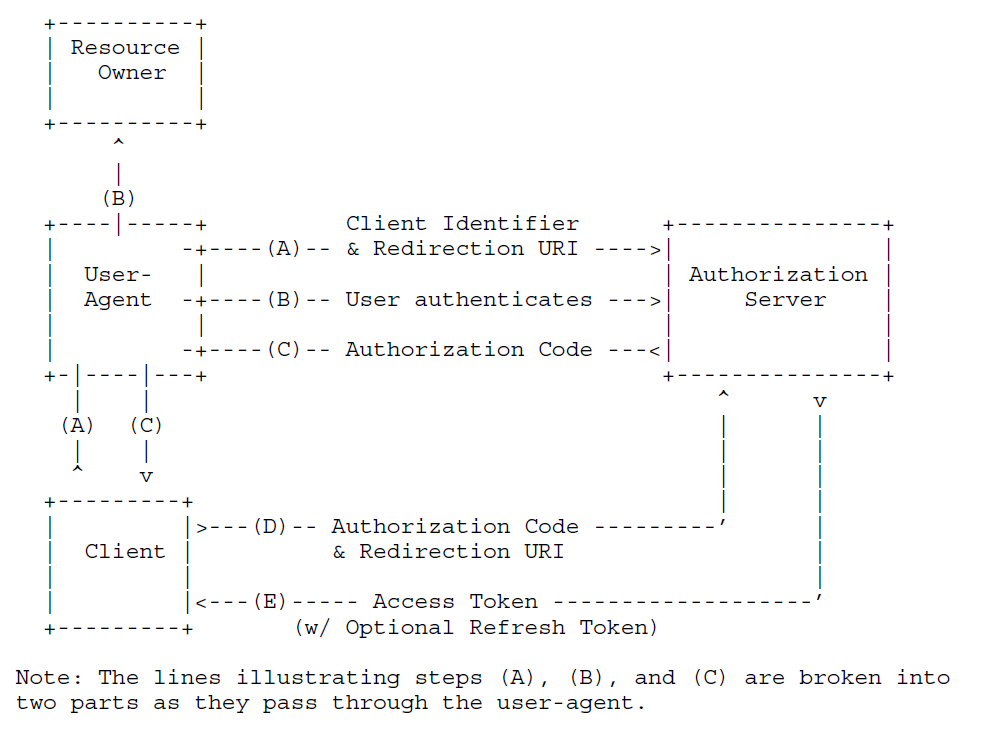 +----------+
| Resource |
|   Owner  |
|          |
+----------+
     ^
     |
    (B)
+----|-----+          Client Identifier      +---------------+
|         -+----(A)-- & Redirection URI ---->|               |
|  User-   |                                 | Authorization |
|  Agent  -+----(B)-- User authenticates --->|     Server    |
|          |                                 |               |
|         -+----(C)-- Authorization Code ---<|               |
+-|----|---+                                 +---------------+
  |    |                                         ^      v
 (A)  (C)                                        |      |
  |    |                                         |      |
  ^    v                                         |      |
+---------+                                      |      |
|         |>---(D)-- Authorization Code ---------'      |
|  Client |          & Redirection URI                  |
|         |                                             |
|         |<---(E)----- Access Token -------------------'
+---------+       (w/ Optional Refresh Token)
Note: The lines illustrating steps (A), (B), and (C) are broken into
two parts as they pass through the user-agent.